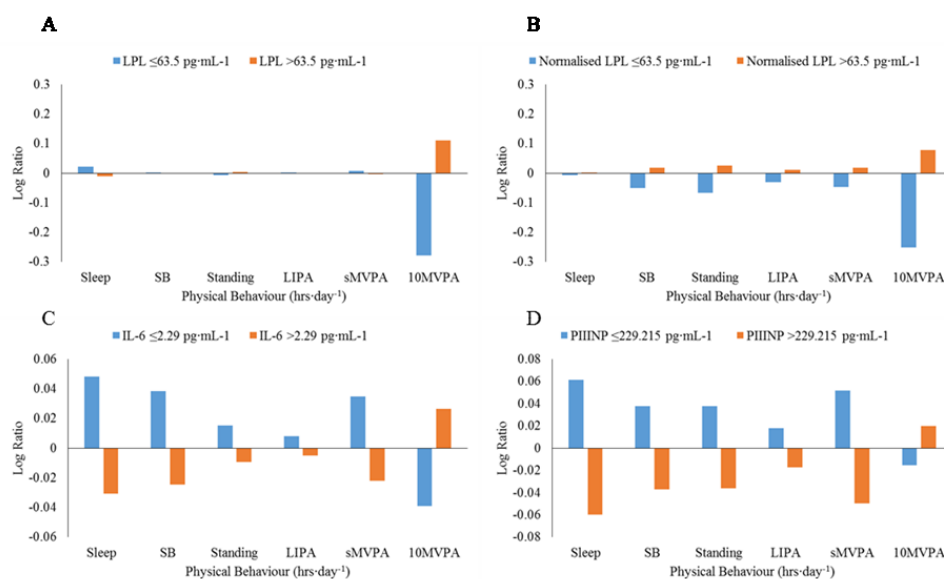 A
LPL ≤63.5 pg·mL-1 LPL >63.5 pg·mL-1
0.3
0.2
0.1
0
-0.1
-0.2
-0.3
Log Ratio
Sleep SB Standing LIPA sMVPA 10MVPA
Physical Behaviour (hrs·day⁻¹)
B
Normalised LPL ≤63.5 pg·mL-1 Normalised LPL >63.5 pg·mL-1
0.3
0.2
0.1
0
-0.1
-0.2
-0.3
Log Ratio
Sleep SB Standing LIPA sMVPA 10MVPA
Physical Behaviour (hrs·day⁻¹)
C
IL-6 ≤2.29 pg·mL-1 IL-6 >2.29 pg·mL-1
0.06
0.04
0.02
0
-0.02
-0.04
-0.06
Log Ratio
Sleep SB Standing LIPA sMVPA 10MVPA
Physical Behaviour (hrs·day⁻¹)
D
PIIINP ≤229.215 pg·mL-1 PIIINP >229.215 pg·mL-1
0.08
0.06
0.04
0.02
0
-0.02
-0.04
-0.06
-0.08
Log Ratio
Sleep SB Standing LIPA sMVPA 10MVPA
Physical Behaviour (hrs·day⁻¹)